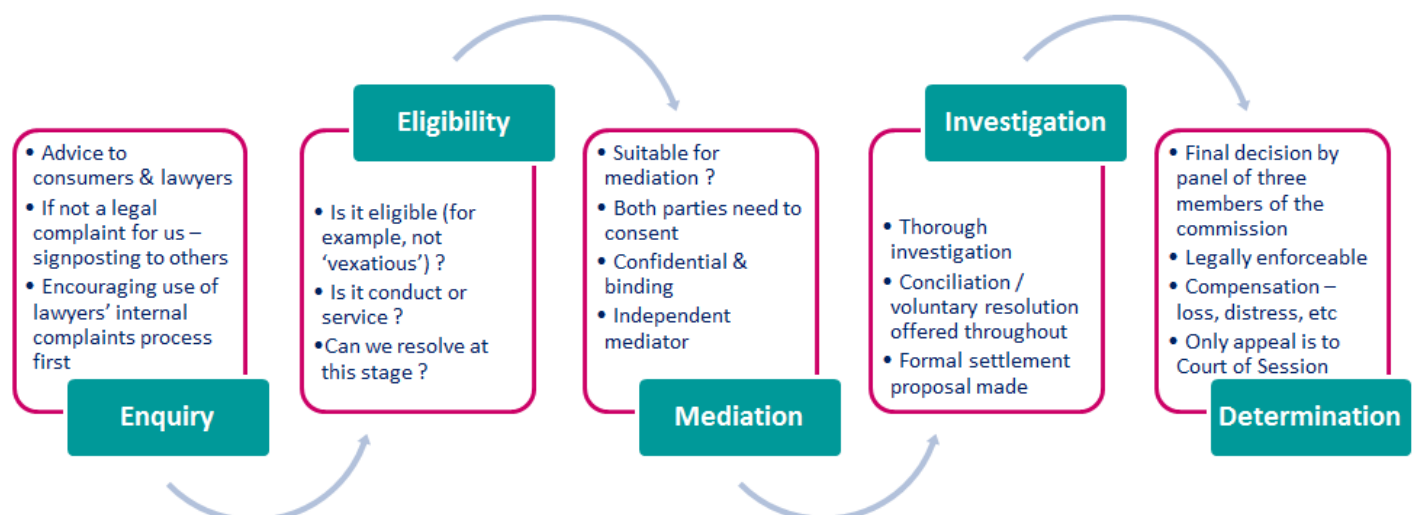 • Advice to
consumers & lawyers
• If not a legal
complaint for us –
signposting to others
• Encouraging use of
lawyers' internal
complaints process
first
Enquiry
Eligibility
• Is it eligible (for
example, not
'vexatious') ?
• Is it conduct or
service ?
•Can we resolve at
this stage ?
• Suitable for
mediation ?
• Both parties need to
consent
• Confidential &
binding
• Independent
mediator
Mediation
Investigation
• Thorough
investigation
• Conciliation /
voluntary resolution
offered throughout
• Formal settlement
proposal made
• Final decision by
panel of three
members of the
commission
• Legally enforceable
• Compensation –
loss, distress, etc
• Only appeal is to
Court of Session
Determination